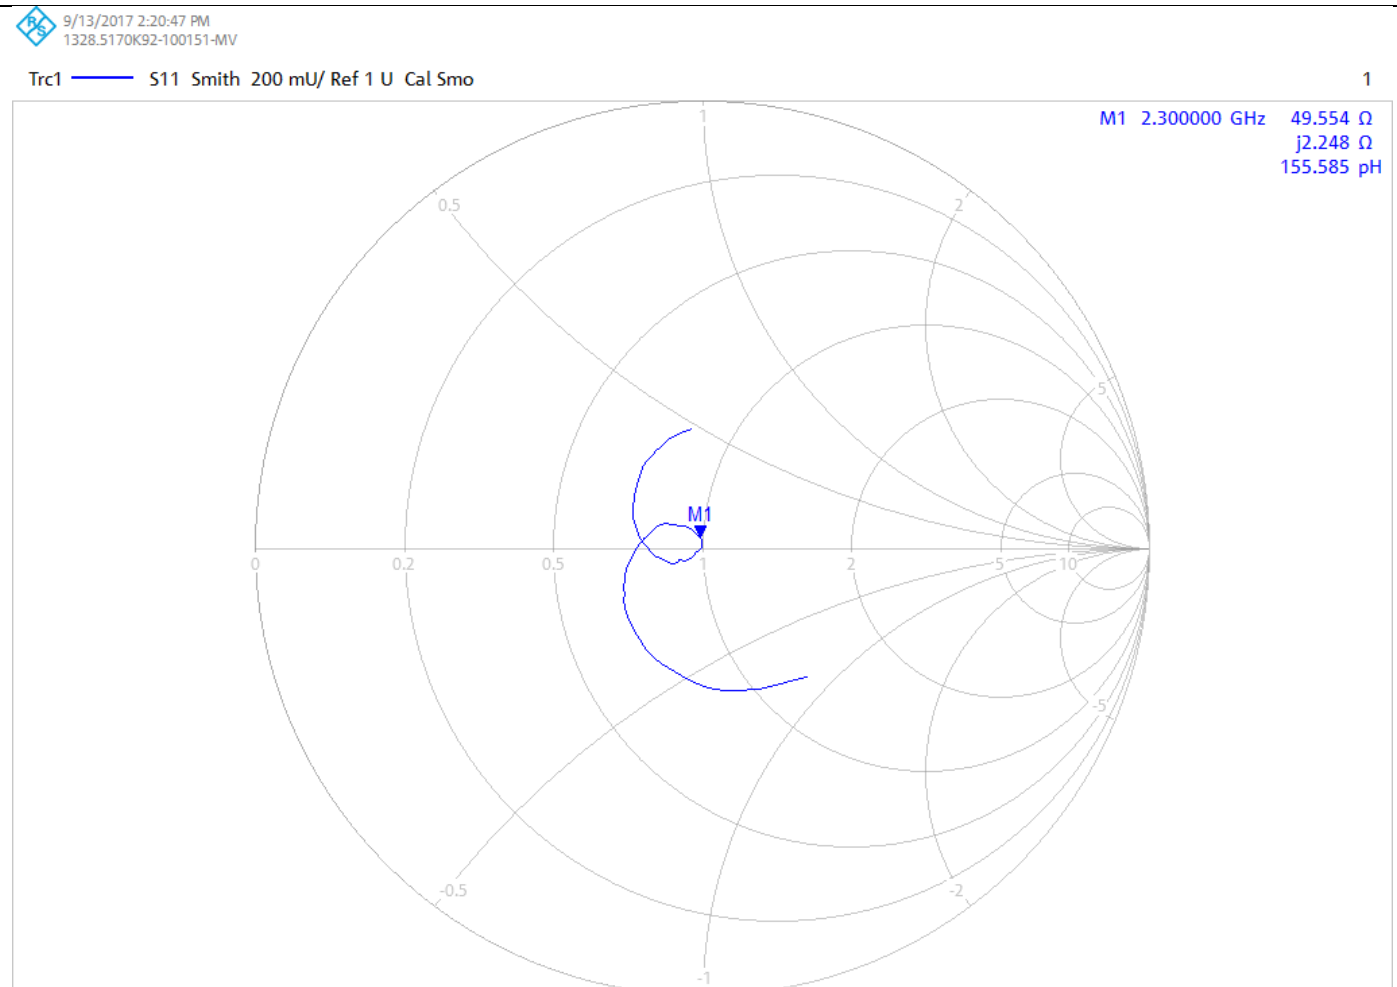 R&S
9/13/2017 2:20:47 PM
1328.5170K92-100151-MV
Trc1 S11 Smith 200 mU/ Ref 1 U Cal Smo 1
M1 2.300000 GHz 49.554 Ω
j2.248 Ω
155.585 pH
1
0.5 2
5
M1
0 0.2 0.5 1 2 5 10
-5
-0.5 -2
-1